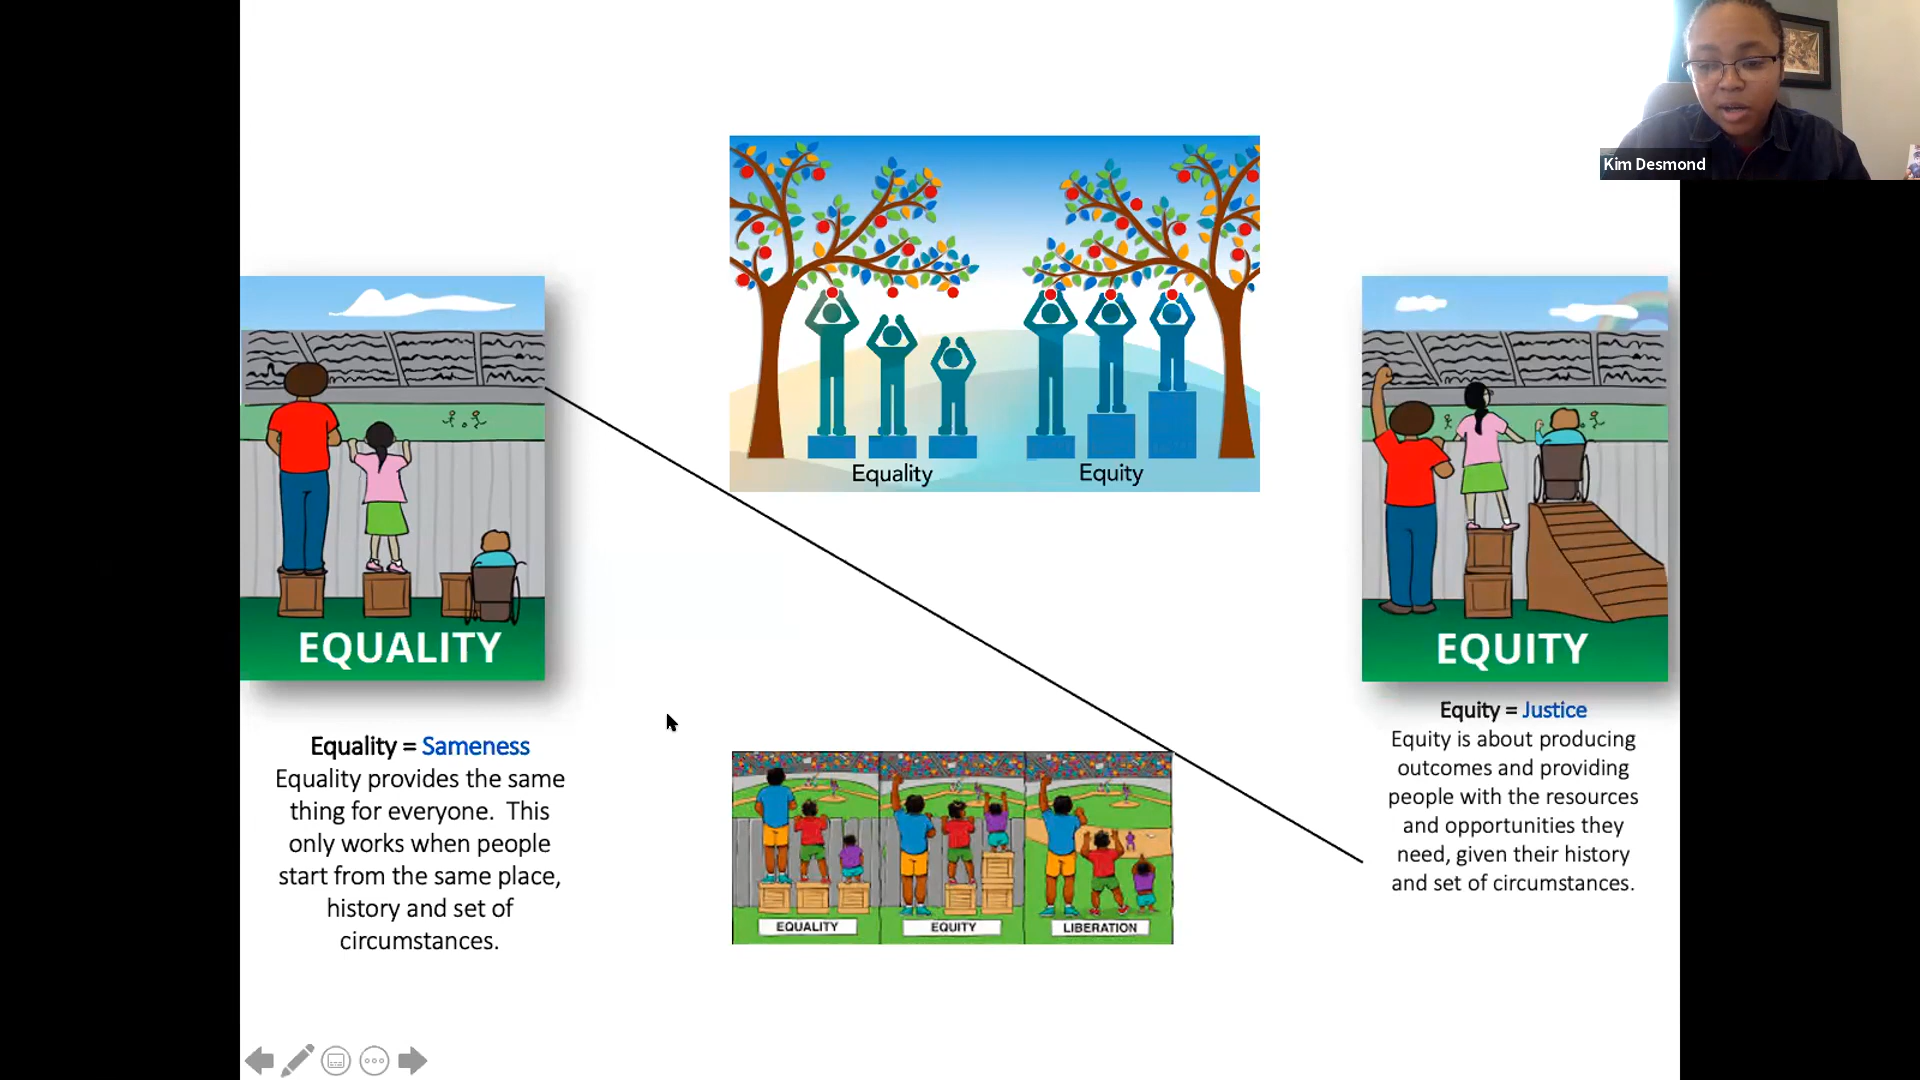 Kim Desmond
Equality
Equity
EQUALITY
EQUITY
Equality = Sameness
Equality provides the same
thing for everyone.  This
only works when people
start from the same place,
history and set of
circumstances.
Equity = Justice
Equity is about producing
outcomes and providing
people with the resources
and opportunities they
need, given their history
and set of circumstances.
EQUALITY
EQUITY
LIBERATION